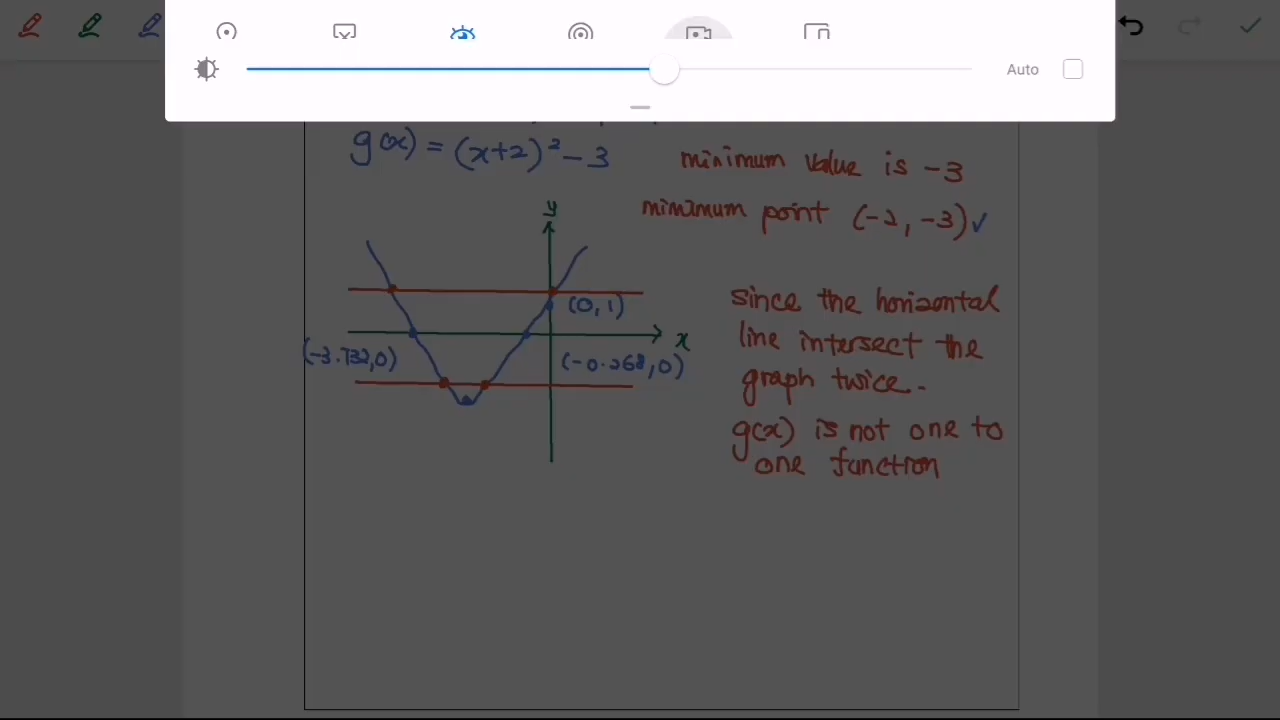 Auto
g(x) = (x+2)² - 3
minimum value is -3
minimum point (-2, -3) ✓
y
(0, 1)
x
(-3.732, 0)
(-0.268, 0)
since the horizontal
line intersect the
graph twice.
g(x) is not one to
one function